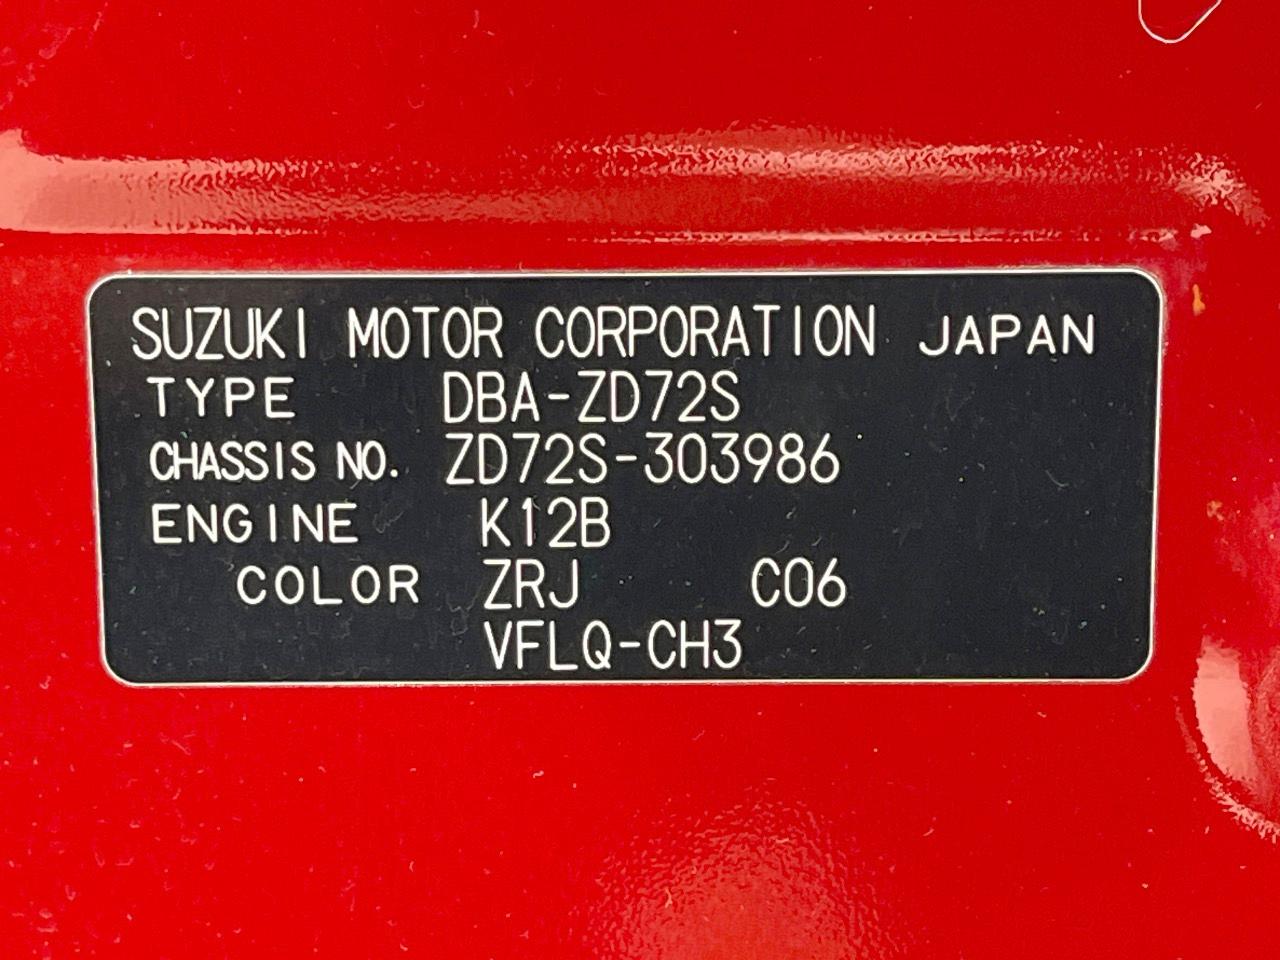 SUZUKI MOTOR CORPORATION JAPAN
TYPE DBA-ZD72S
CHASSIS NO. ZD72S-303986
ENGINE K12B
COLOR ZRJ C06
VFLQ-CH3